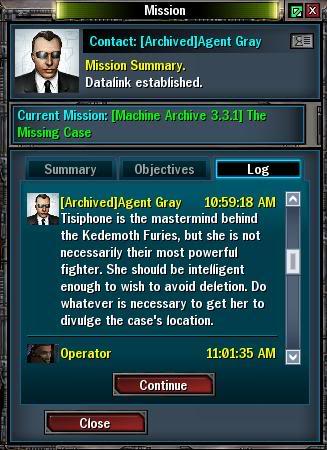 Mission
Contact: [Archived]Agent Gray
Mission Summary.
Datalink established.
Current Mission: [Machine Archive 3.3.1] The
Missing Case
Summary Objectives Log
[Archived]Agent Gray 10:59:18 AM
Tisiphone is the mastermind behind
the Kedemoth Furies, but she is not
necessarily their most powerful
fighter. She should be intelligent
enough to wish to avoid deletion. Do
whatever is necessary to get her to
divulge the case's location.
Operator 11:01:35 AM
Continue
Close